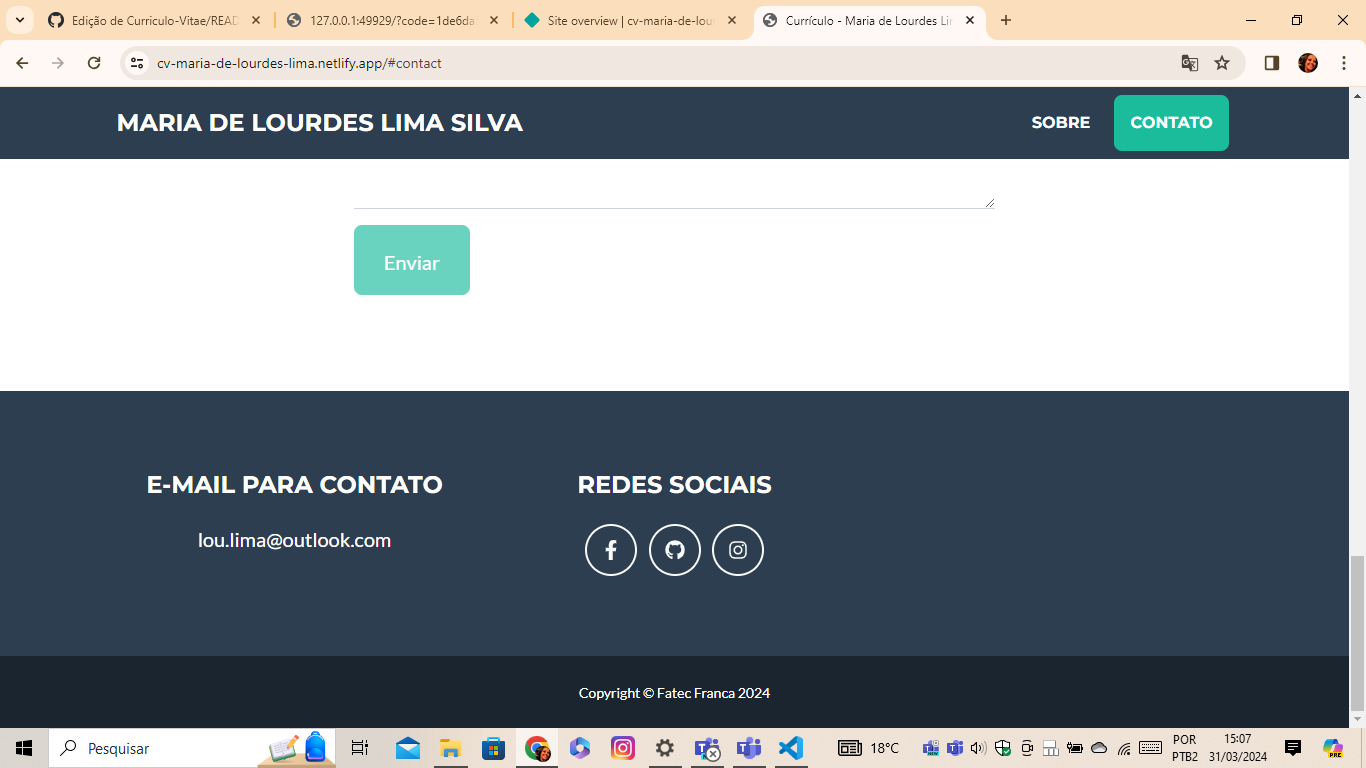 Edição de Curriculo-Vitae/READ
127.0.0.1:49929/?code=1de6da
Site overview | cv-maria-de-lou
Currículo - Maria de Lourdes Li
cv-maria-de-lourdes-lima.netlify.app/#contact
MARIA DE LOURDES LIMA SILVA
SOBRE
CONTATO
Enviar
E-MAIL PARA CONTATO
REDES SOCIAIS
lou.lima@outlook.com
Copyright © Fatec Franca 2024
Pesquisar
18°C
POR
PTB2
15:07
31/03/2024
PRE